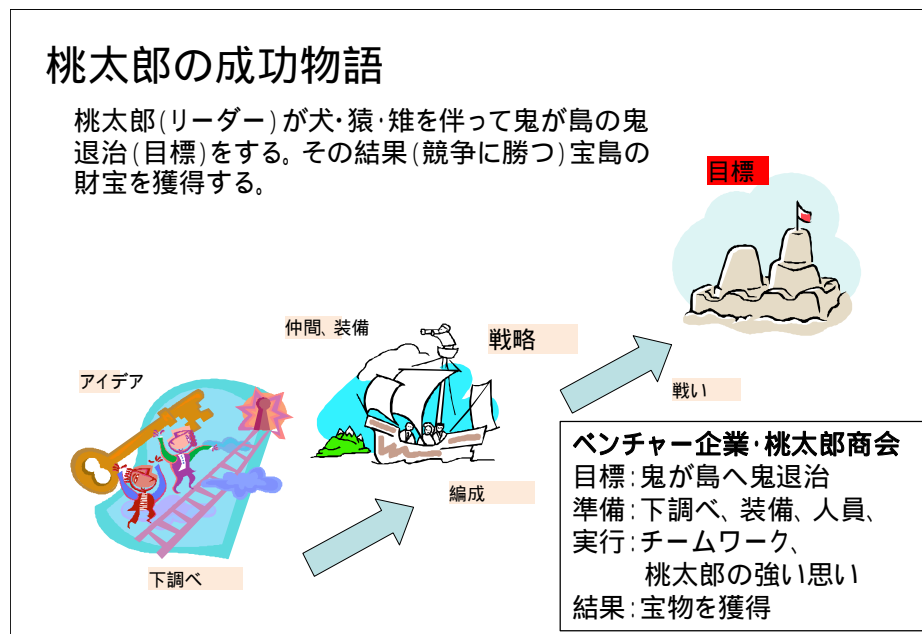 桃太郎の成功物語
桃太郎(リーダー)が犬・猿・雉を伴って鬼が島の鬼
退治(目標)をする。その結果(競争に勝つ)宝島の
財宝を獲得する。
目標
仲間、装備
戦略
アイデア
戦い
編成
下調べ
ベンチャー企業・桃太郎商会
目標:鬼が島へ鬼退治
準備:下調べ、装備、人員、
実行:チームワーク、
桃太郎の強い思い
結果:宝物を獲得